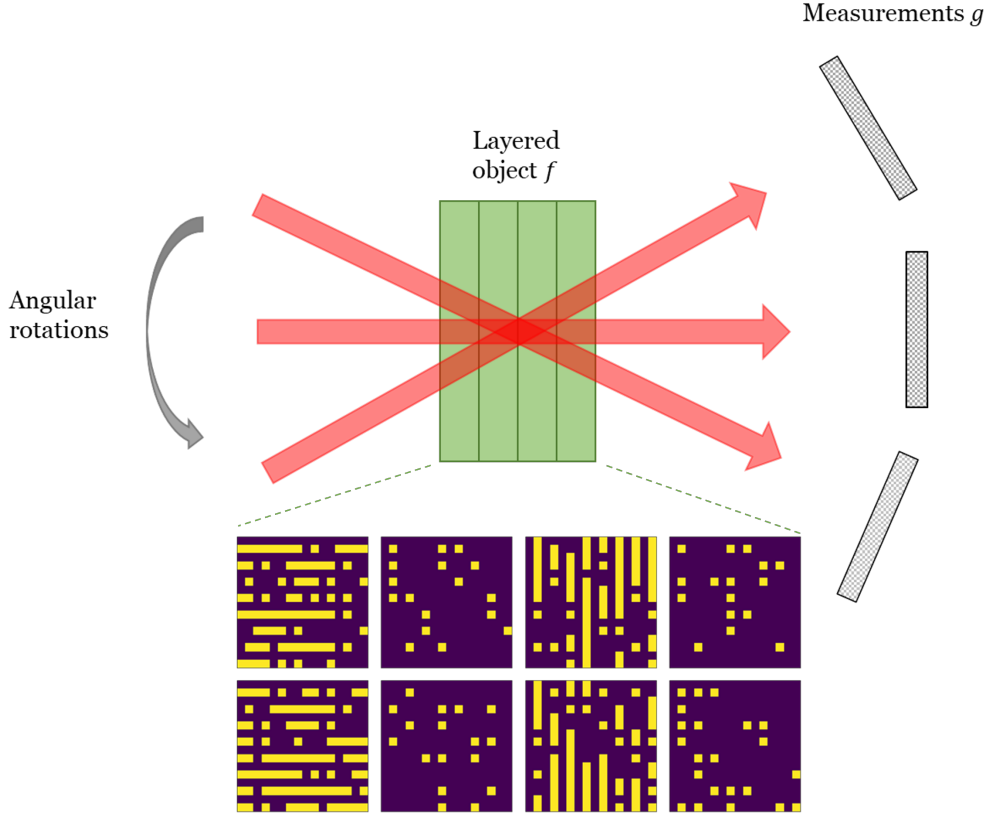 Measurements g
Layered
object f
Angular
rotations